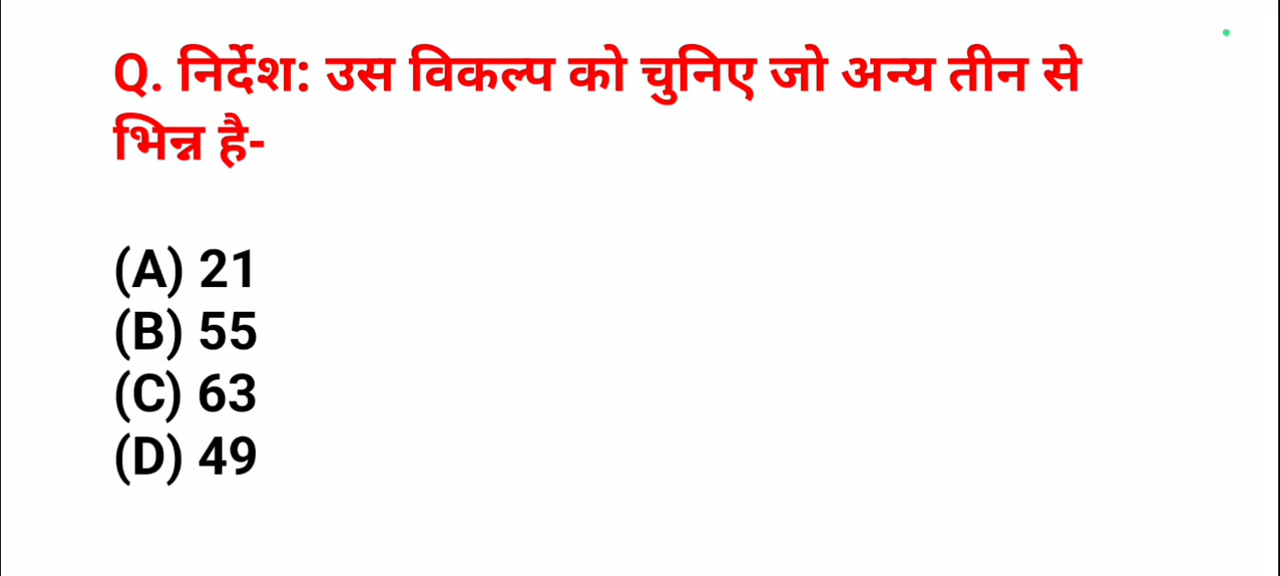 Q. निर्देश: उस विकल्प को चुनिए जो अन्य तीन से
भिन्न है-
(A) 21
(B) 55
(C) 63
(D) 49